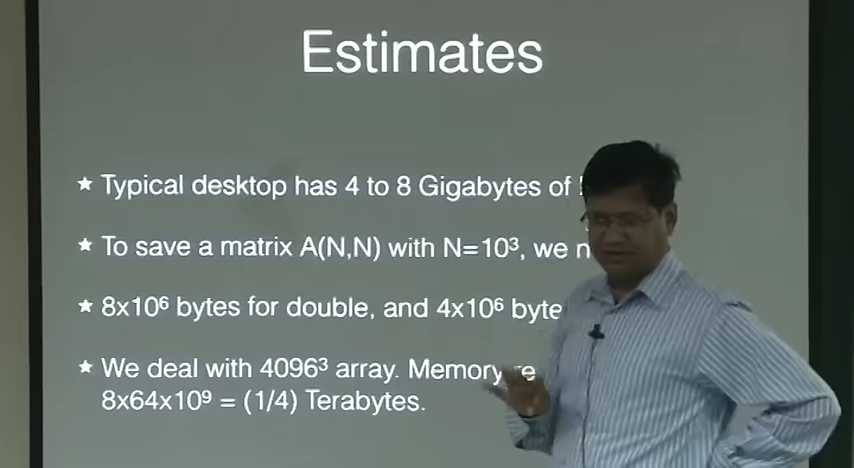 Estimates
★ Typical desktop has 4 to 8 Gigabytes of
★ To save a matrix A(N,N) with N=10³, we
★ 8x10⁶ bytes for double, and 4x10⁶
★ We deal with 4096³ array. Memory
8x64x10⁹ = (1/4) Terabytes.